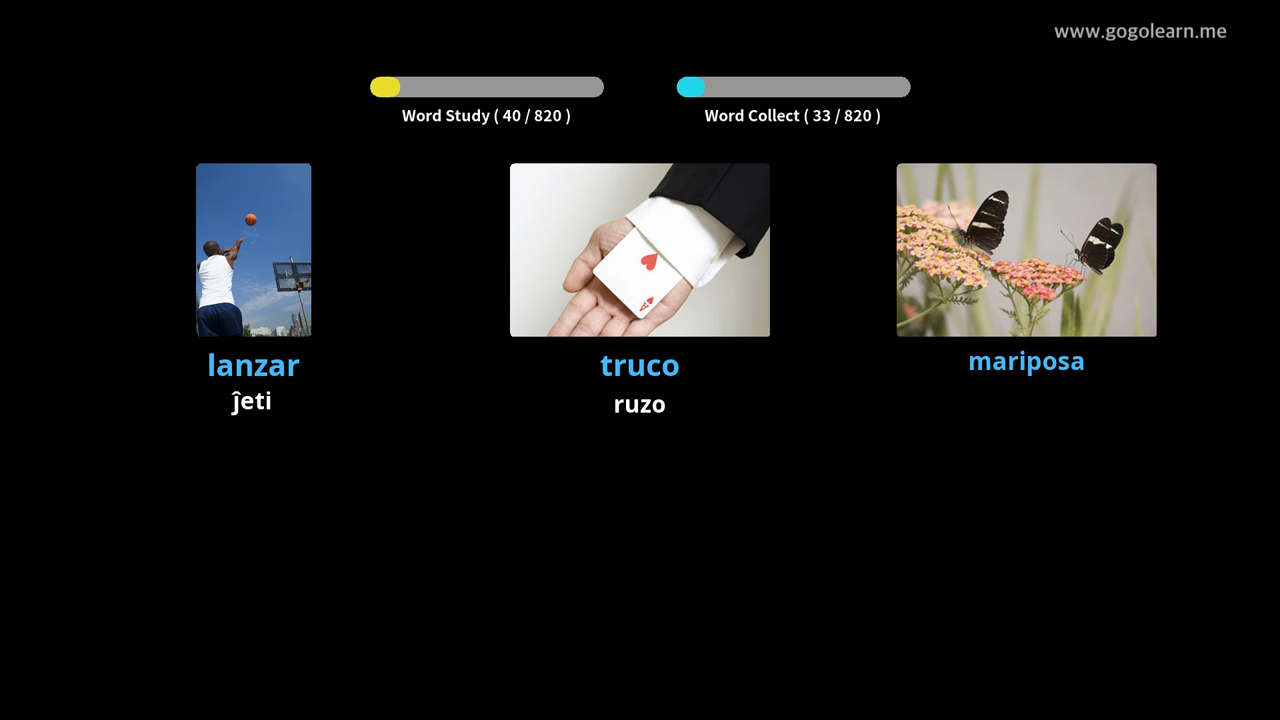 www.gogolearn.me
Word Study ( 40 / 820 )
Word Collect ( 33 / 820 )
lanzar
ĵeti
truco
ruzo
mariposa